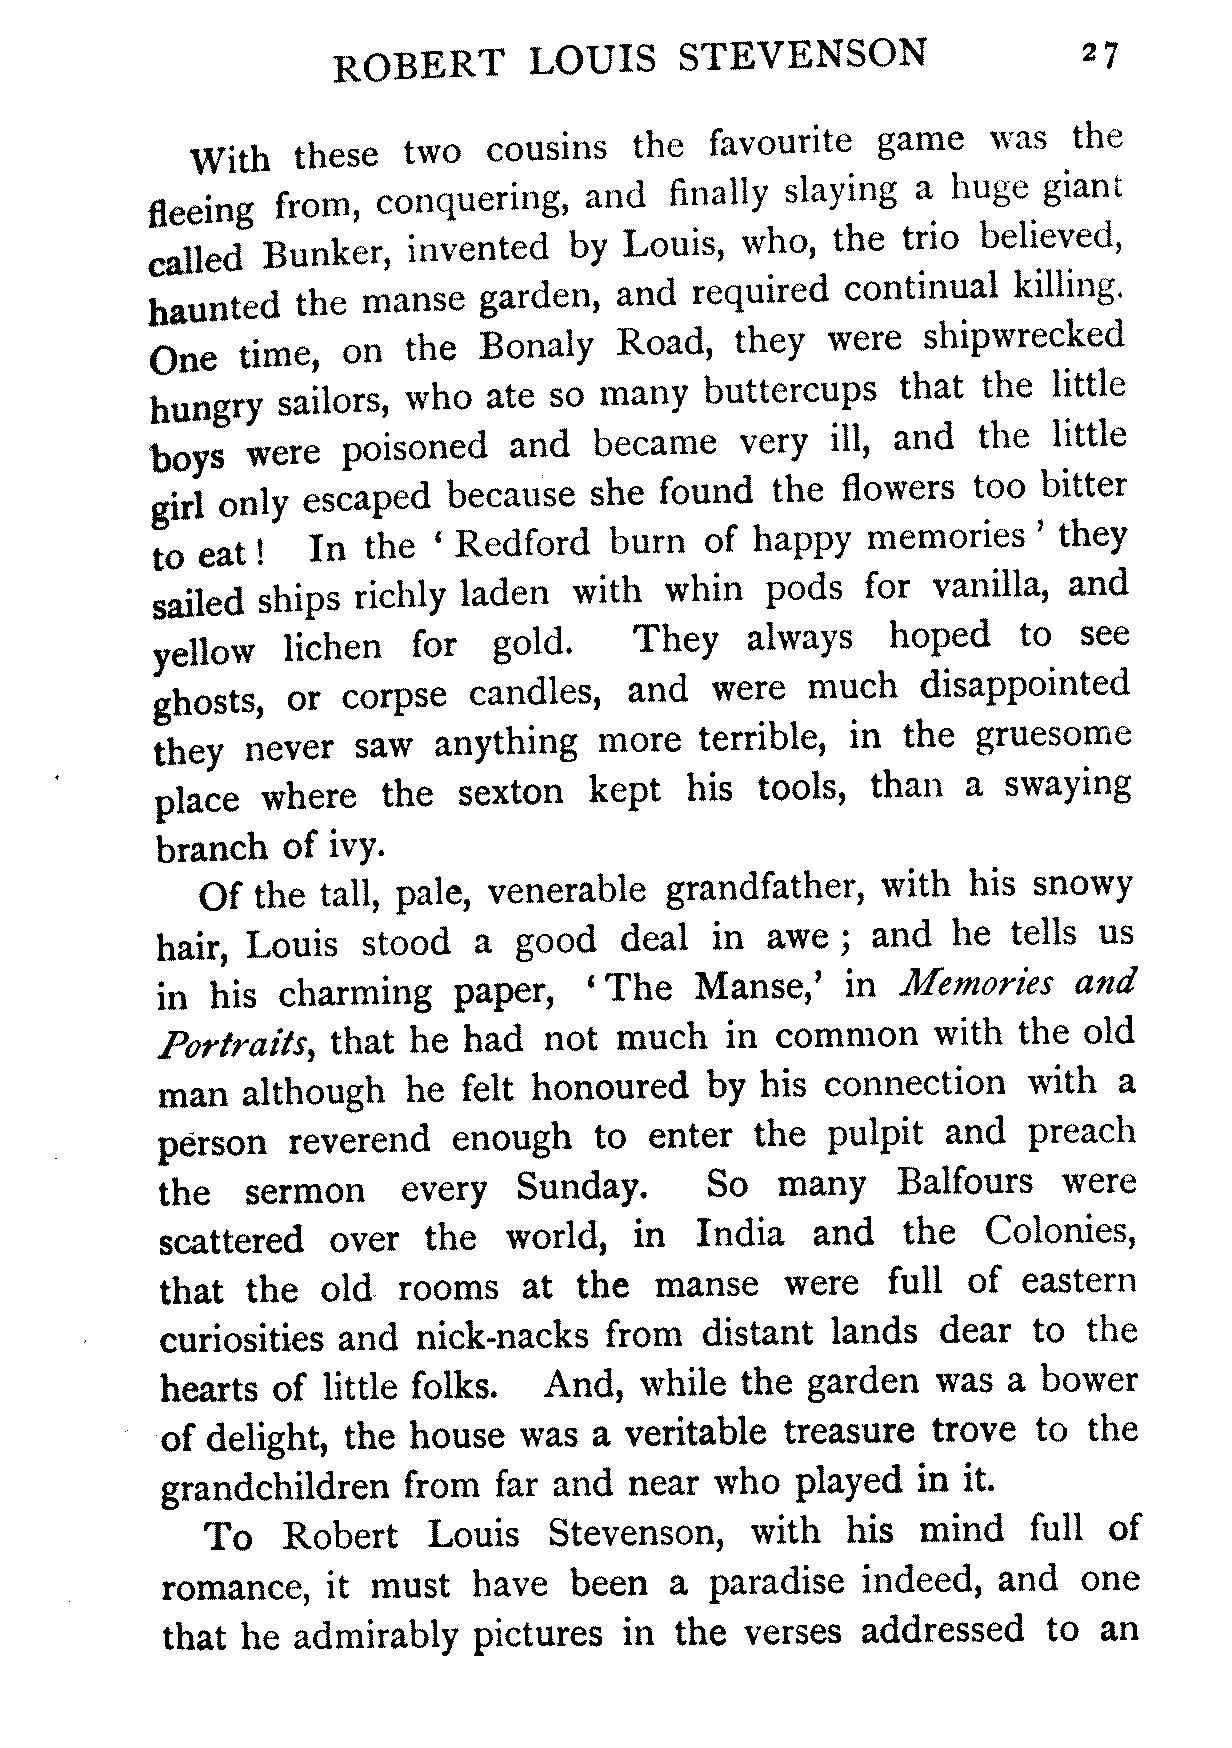 ROBERT LOUIS STEVENSON 27
With these two cousins the favourite game was the
fleeing from, conquering, and finally slaying a huge giant
called Bunker, invented by Louis, who, the trio believed,
haunted the manse garden, and required continual killing.
One time, on the Bonaly Road, they were shipwrecked
hungry sailors, who ate so many buttercups that the little
boys were poisoned and became very ill, and the little
girl only escaped because she found the flowers too bitter
to eat ! In the ‘ Redford burn of happy memories ’ they
sailed ships richly laden with whin pods for vanilla, and
yellow lichen for gold. They always hoped to see
ghosts, or corpse candles, and were much disappointed
they never saw anything more terrible, in the gruesome
place where the sexton kept his tools, than a swaying
branch of ivy.
Of the tall, pale, venerable grandfather, with his snowy
hair, Louis stood a good deal in awe ; and he tells us
in his charming paper, ‘ The Manse,’ in Memories and
Portraits, that he had not much in common with the old
man although he felt honoured by his connection with a
person reverend enough to enter the pulpit and preach
the sermon every Sunday. So many Balfours were
scattered over the world, in India and the Colonies,
that the old rooms at the manse were full of eastern
curiosities and nick-nacks from distant lands dear to the
hearts of little folks. And, while the garden was a bower
of delight, the house was a veritable treasure trove to the
grandchildren from far and near who played in it.
To Robert Louis Stevenson, with his mind full of
romance, it must have been a paradise indeed, and one
that he admirably pictures in the verses addressed to an